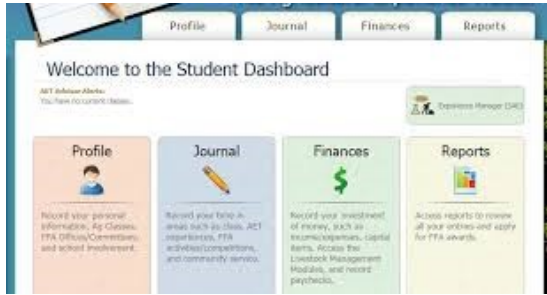 Profile
Journal
Finances
Reports
Welcome to the Student Dashboard
AET Advisor Alerts:
You have no current classes.
Experience Manager (SAE)
Profile
Record your personal
information, Ag Classes,
FFA Offices/Committees,
and school involvement.
Journal
Record your time in
areas such as class, AET
experiences, FFA
activities/competitions,
and community service.
Finances
Record your investment
of money, such as
income/expenses, capital
items. Access the
Livestock Management
Modules, and record
paychecks.
Reports
Access reports to review
all your entries and apply
for FFA awards.